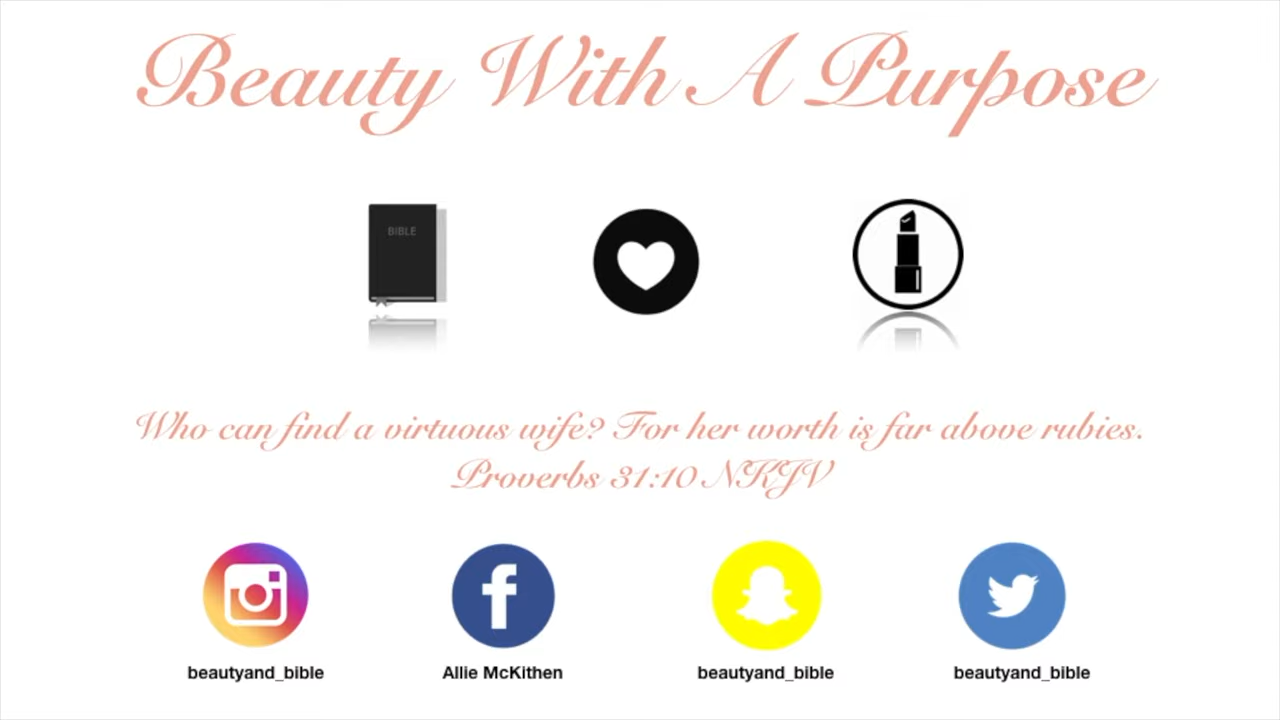 Beauty With A Purpose
BIBLE
Who can find a virtuous wife? For her worth is far above rubies.
Proverbs 31:10 NKJV
beautyand_bible
Allie McKithen
beautyand_bible
beautyand_bible